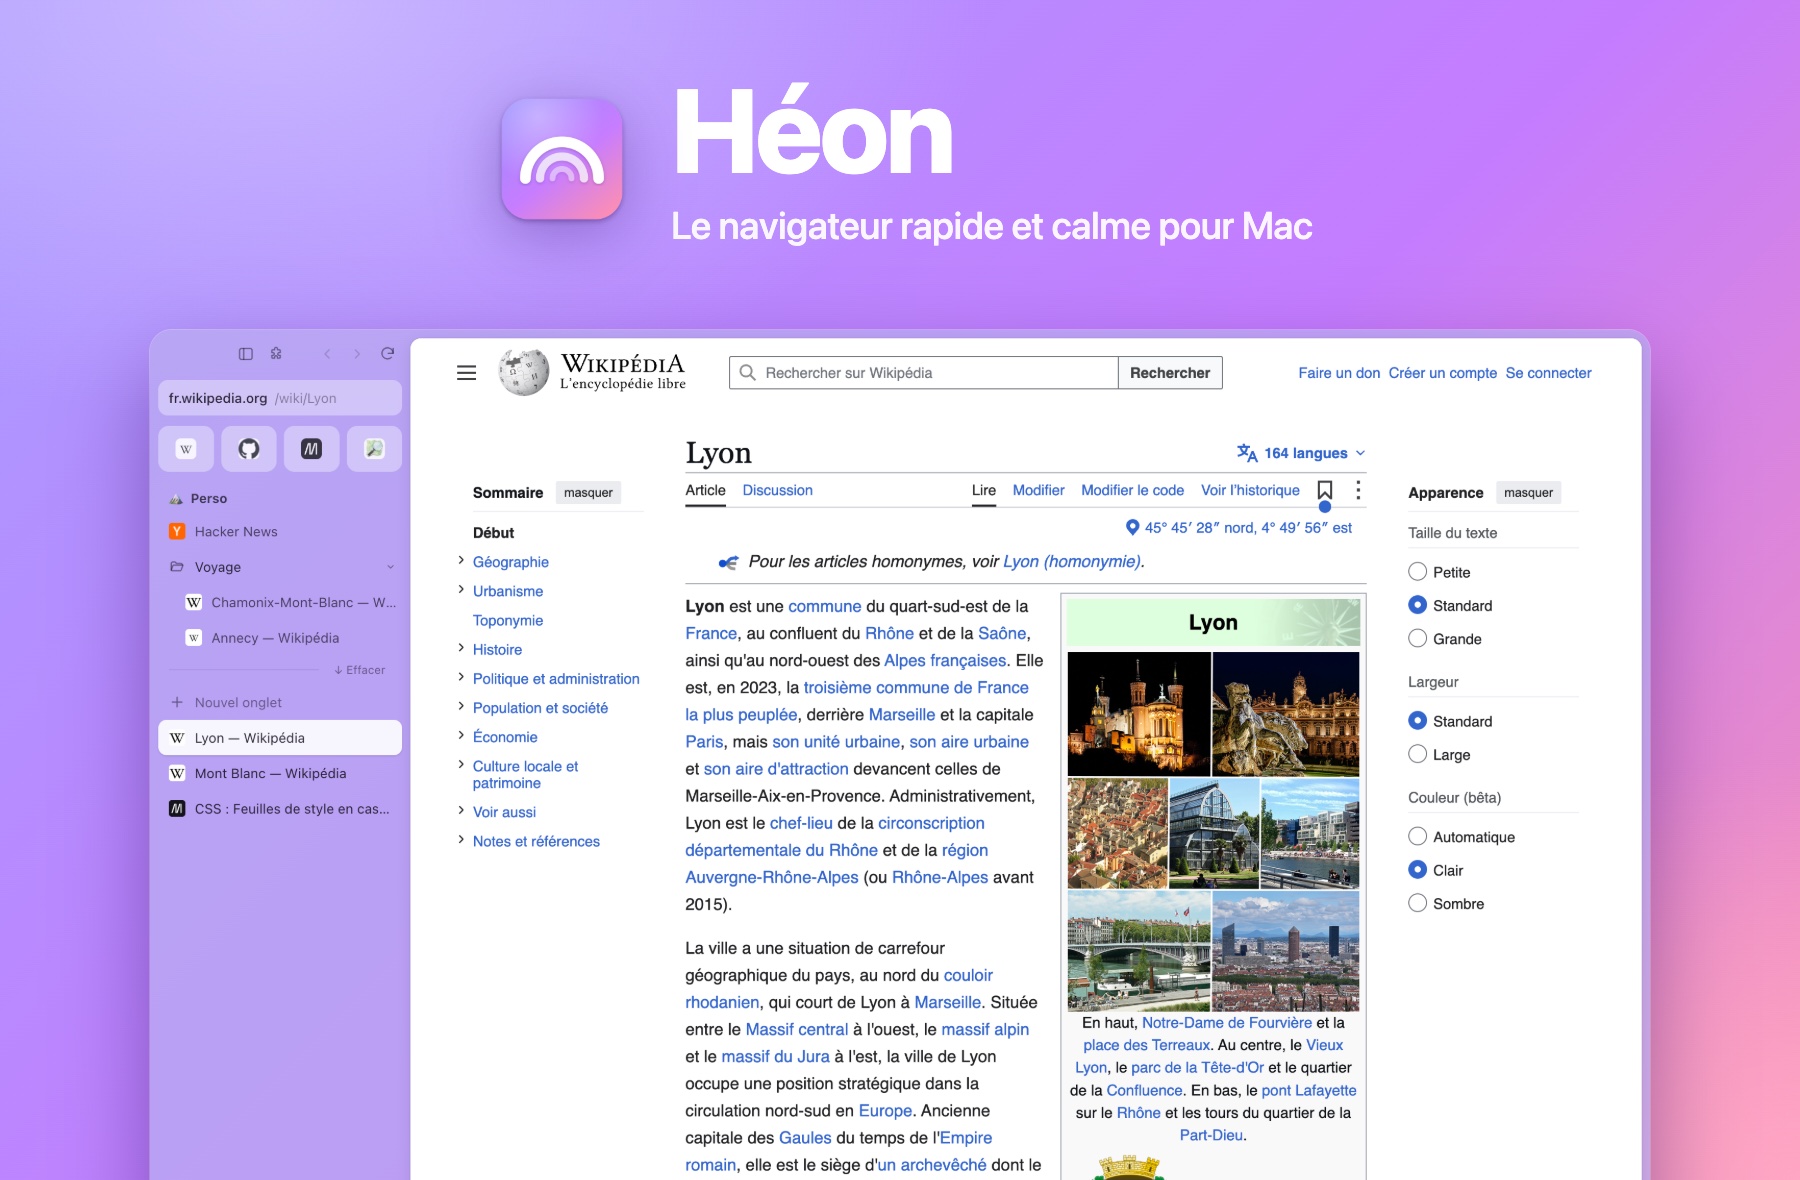 Héon
Le navigateur rapide et calme pour Mac
fr.wikipedia.org /wiki/Lyon
Perso
Hacker News
Voyage
Chamonix-Mont-Blanc — W...
Annecy — Wikipédia
↓ Effacer
+ Nouvel onglet
Lyon — Wikipédia
Mont Blanc — Wikipédia
CSS : Feuilles de style en cas...
WIKIPÉDIA
L'encyclopédie libre
Rechercher sur Wikipédia
Rechercher
Faire un don Créer un compte Se connecter
Sommaire masquer
Début
Géographie
Urbanisme
Toponymie
Histoire
Politique et administration
Population et société
Économie
Culture locale et
patrimoine
Voir aussi
Notes et références
Lyon
164 langues
Article Discussion Lire Modifier Modifier le code Voir l'historique
45° 45′ 28″ nord, 4° 49′ 56″ est
Pour les articles homonymes, voir Lyon (homonymie).
Lyon est une commune du quart-sud-est de la
France, au confluent du Rhône et de la Saône,
ainsi qu'au nord-ouest des Alpes françaises. Elle
est, en 2023, la troisième commune de France
la plus peuplée, derrière Marseille et la capitale
Paris, mais son unité urbaine, son aire urbaine
et son aire d'attraction devancent celles de
Marseille-Aix-en-Provence. Administrativement,
Lyon est le chef-lieu de la circonscription
départementale du Rhône et de la région
Auvergne-Rhône-Alpes (ou Rhône-Alpes avant
2015).
La ville a une situation de carrefour
géographique du pays, au nord du couloir
rhodanien, qui court de Lyon à Marseille. Située
entre le Massif central à l'ouest, le massif alpin
et le massif du Jura à l'est, la ville de Lyon
occupe une position stratégique dans la
circulation nord-sud en Europe. Ancienne
capitale des Gaules du temps de l'Empire
romain, elle est le siège d'un archevêché dont le
Lyon
En haut, Notre-Dame de Fourvière et la
place des Terreaux. Au centre, le Vieux
Lyon, le parc de la Tête-d'Or et le quartier
de la Confluence. En bas, le pont Lafayette
sur le Rhône et les tours du quartier de la
Part-Dieu.
Apparence masquer
Taille du texte
Petite
Standard
Grande
Largeur
Standard
Large
Couleur (bêta)
Automatique
Clair
Sombre